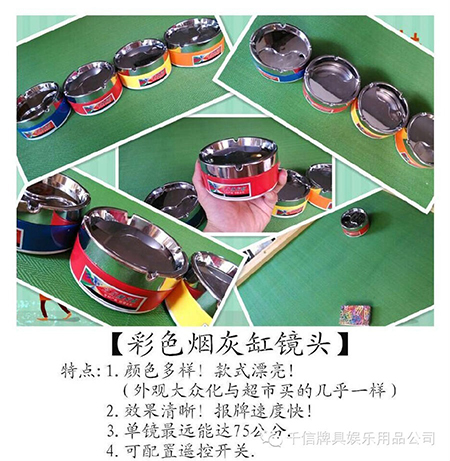 【彩色烟灰缸镜头】
特点：1. 颜色多样！款式漂亮！
（外观大众化与超市买的几乎一样）
2. 效果清晰！报牌速度快！
3. 单镜最远能达75公分.
4. 可配置遥控开关.
千信牌具娱乐用品公司